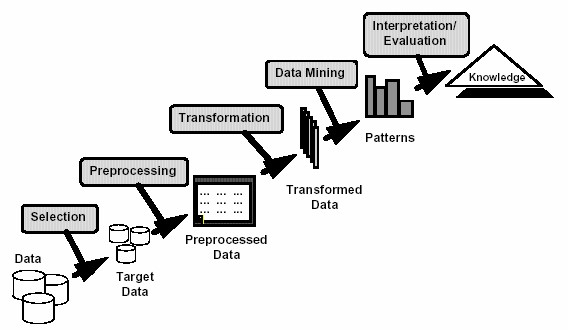 Interpretation/
Evaluation
Data Mining
Knowledge
Transformation
Patterns
Preprocessing
Transformed
Data
Selection
Preprocessed
Data
Data
Target
Data